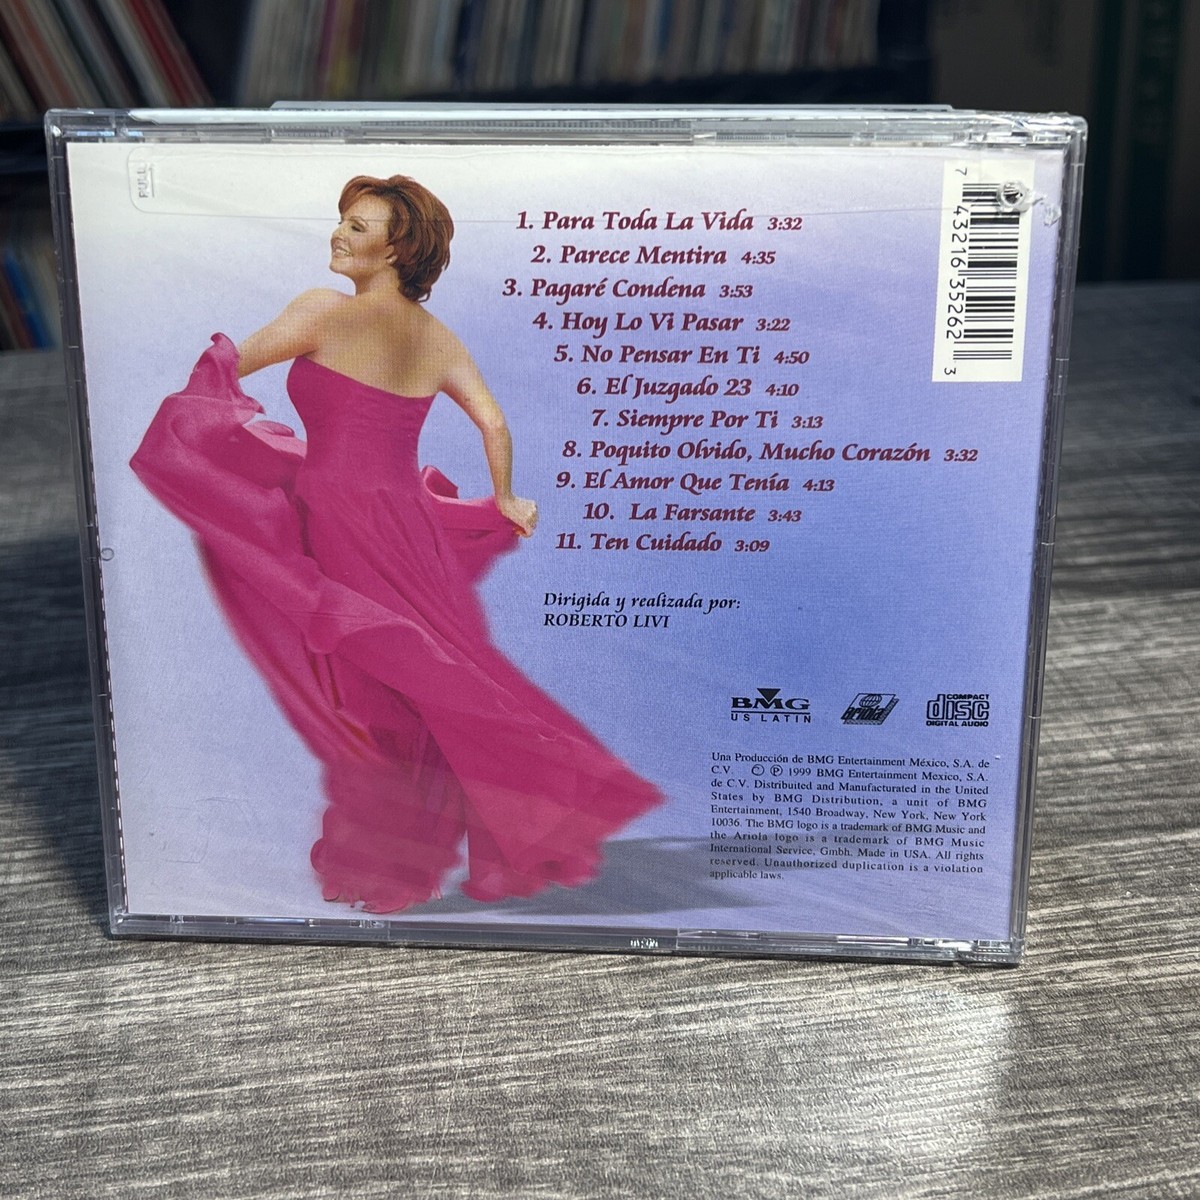 PULL
1. Para Toda La Vida 3:32
2. Parece Mentira 4:35
3. Pagaré Condena 3:53
4. Hoy Lo Vi Pasar 3:22
5. No Pensar En Ti 4:50
6. El Juzgado 23 4:10
7. Siempre Por Ti 3:13
8. Poquito Olvido, Mucho Corazón 3:32
9. El Amor Que Tenía 4:13
10. La Farsante 3:43
11. Ten Cuidado 3:09
7 43216 35262 3
Dirigida y realizada por:
ROBERTO LIVI
BMG
US LATIN
ariola
COMPACT
disc
DIGITAL AUDIO
Una Producción de BMG Entertainment México, S.A. de
C.V. © ℗ 1999 BMG Entertainment Mexico, S.A.
de C.V. Distribuited and Manufacturated in the United
States by BMG Distribution, a unit of BMG
Entertainment, 1540 Broadway, New York, New York
10036. The BMG logo is a trademark of BMG Music and
the Ariola logo is a trademark of BMG Music
International Service, Gmbh. Made in USA. All rights
reserved. Unauthorized duplication is a violation
applicable laws.